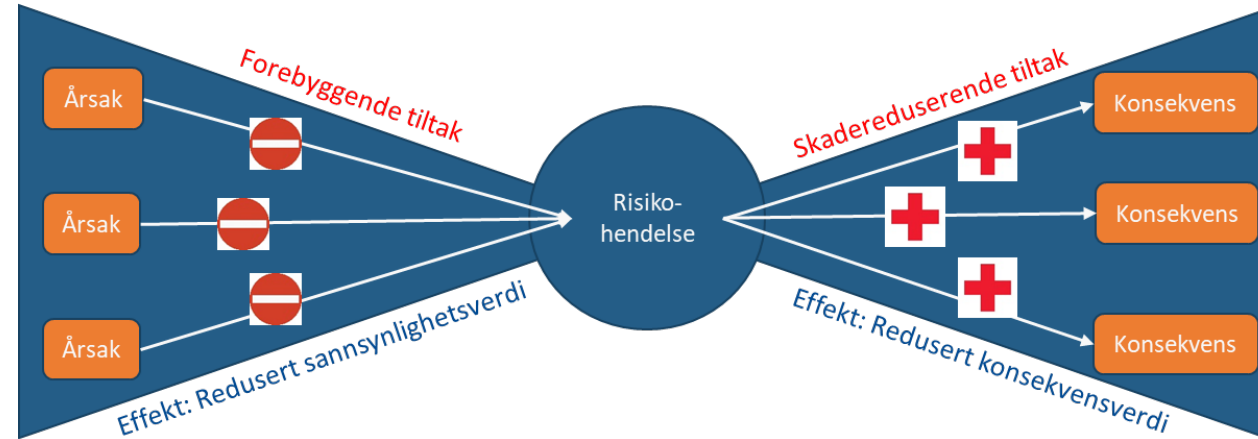 Forebyggende tiltak
Skadereduserende tiltak
Årsak
Årsak
Årsak
Risiko-
hendelse
Konsekvens
Konsekvens
Konsekvens
Effekt: Redusert sannsynlighetsverdi
Effekt: Redusert konsekvensverdi